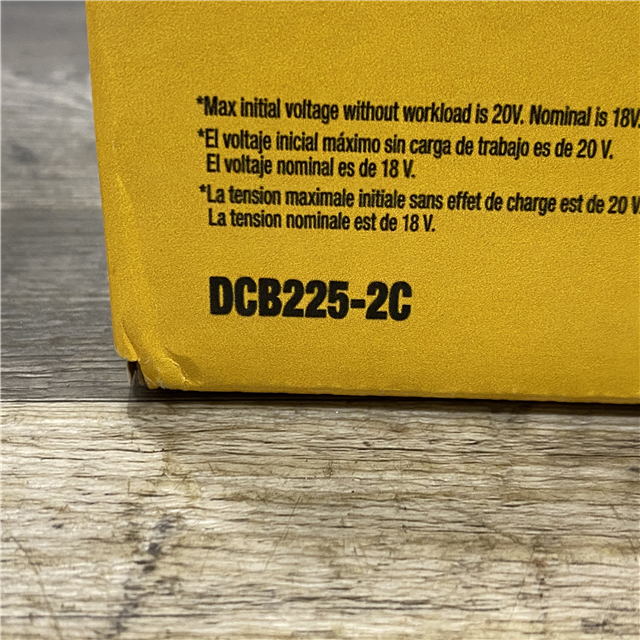 *Max initial voltage without workload is 20V. Nominal is 18V.
*El voltaje inicial máximo sin carga de trabajo es de 20 V.
El voltaje nominal es de 18 V.
*La tension maximale initiale sans effet de charge est de 20 V.
La tension nominale est de 18 V.
DCB225-2C